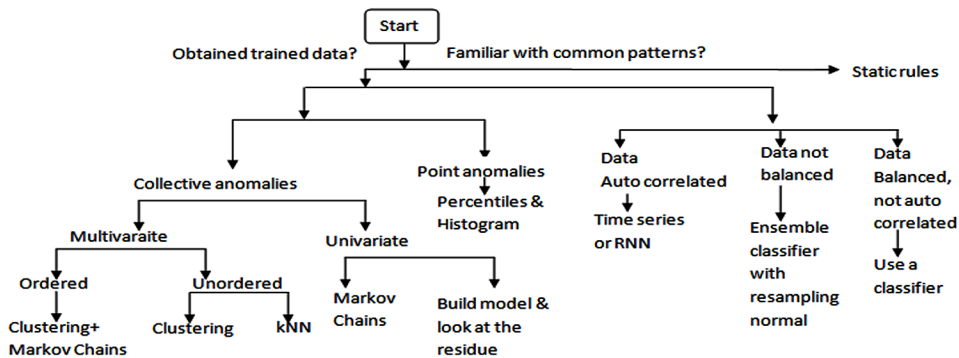 Start
Obtained trained data?
Familiar with common patterns?
Static rules
Collective anomalies
Point anomalies
Percentiles &
Histogram
Data
Auto correlated
Time series
or RNN
Data not
balanced
Ensemble
classifier
with
resampling
normal
Data
Balanced,
not auto
correlated
Use a
classifier
Multivaraite
Univariate
Ordered
Unordered
Markov
Chains
Build model &
look at the
residue
Clustering+
Markov Chains
Clustering
kNN